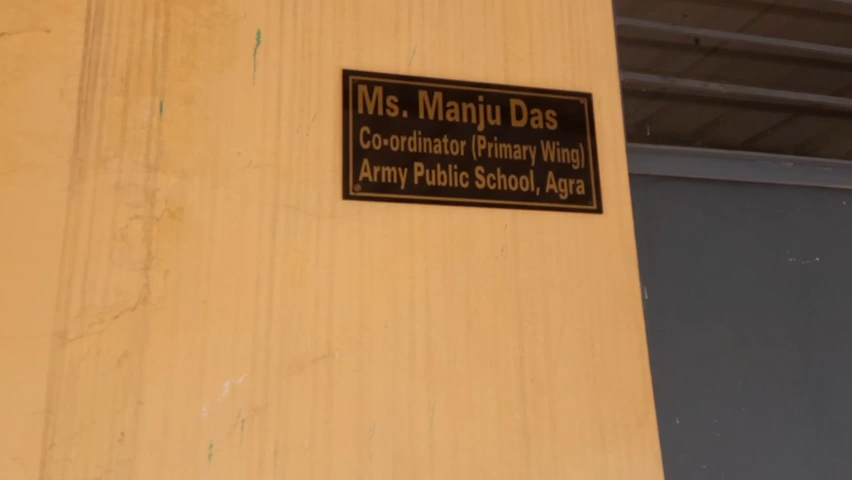 Ms. Manju Das
Co-ordinator (Primary Wing)
Army Public School, Agra